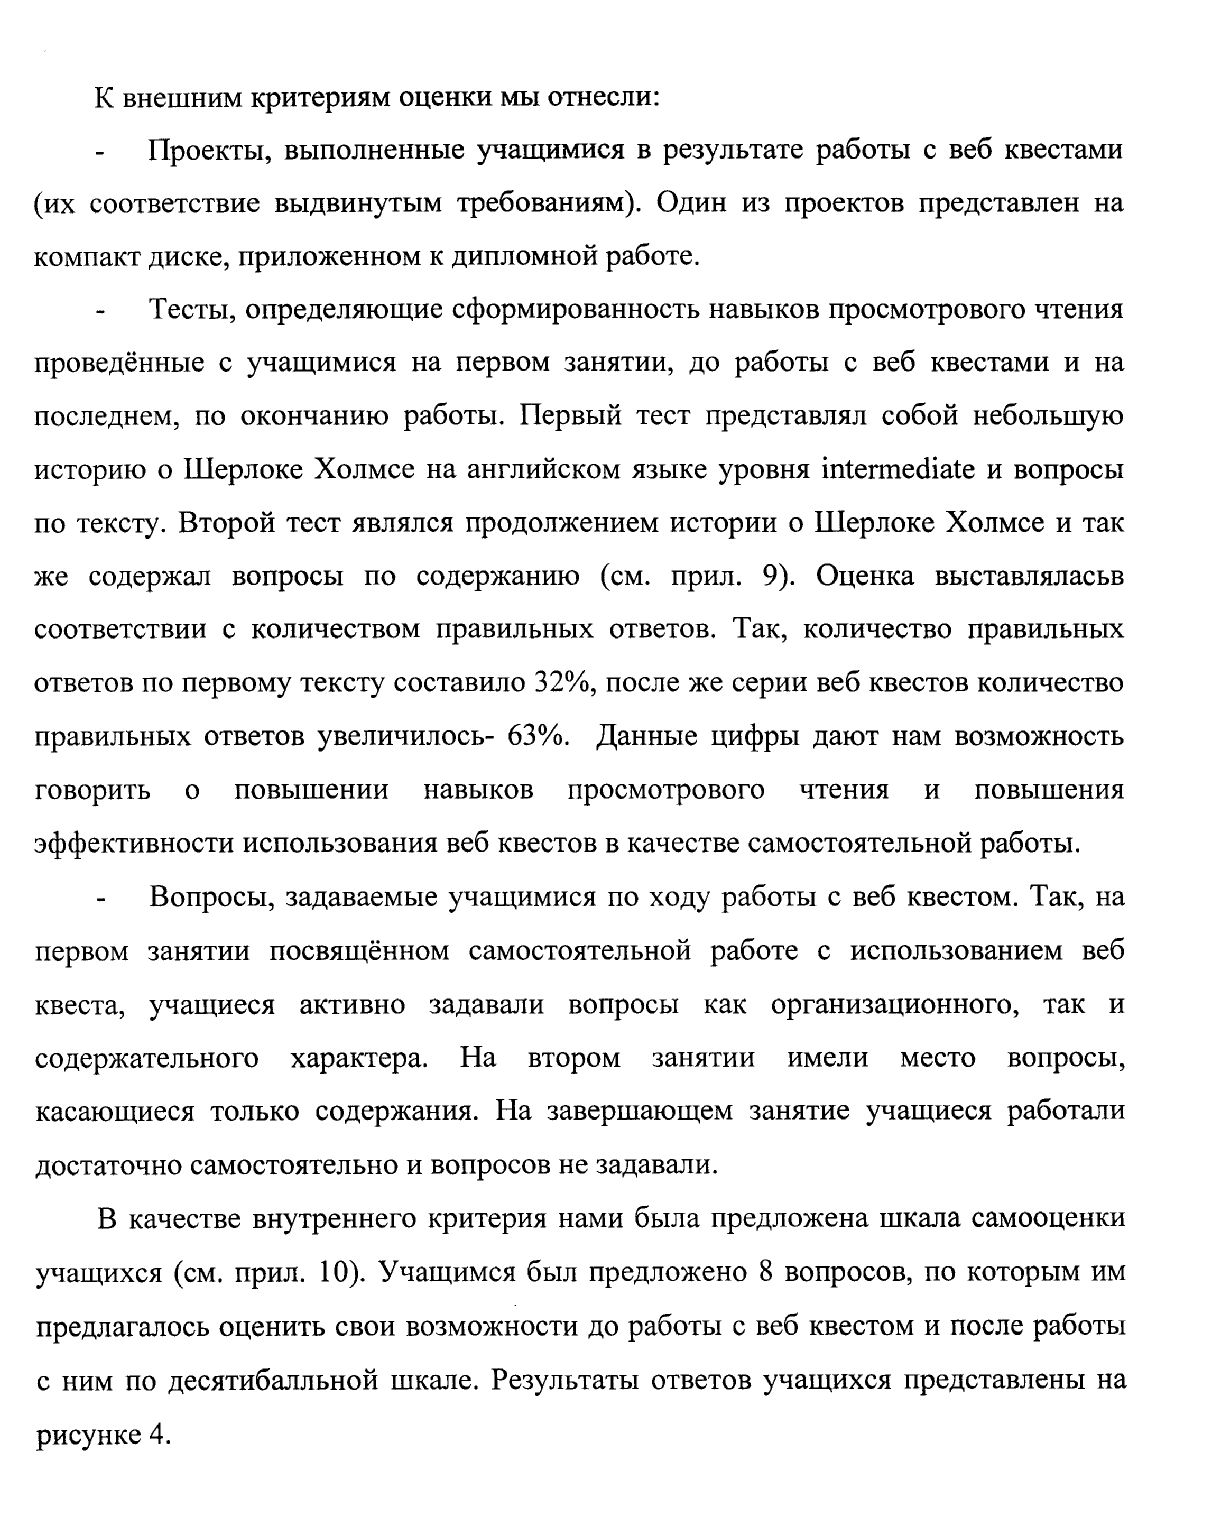 К внешним критериям оценки мы отнесли:
- Проекты, выполненные учащимися в результате работы с веб квестами
(их соответствие выдвинутым требованиям). Один из проектов представлен на
компакт диске, приложенном к дипломной работе.
- Тесты, определяющие сформированность навыков просмотрового чтения
проведённые с учащимися на первом занятии, до работы с веб квестами и на
последнем, по окончанию работы. Первый тест представлял собой небольшую
историю о Шерлоке Холмсе на английском языке уровня intermediate и вопросы
по тексту. Второй тест являлся продолжением истории о Шерлоке Холмсе и так
же содержал вопросы по содержанию (см. прил. 9). Оценка выставляласьв
соответствии с количеством правильных ответов. Так, количество правильных
ответов по первому тексту составило 32%, после же серии веб квестов количество
правильных ответов увеличилось- 63%. Данные цифры дают нам возможность
говорить о повышении навыков просмотрового чтения и повышения
эффективности использования веб квестов в качестве самостоятельной работы.
- Вопросы, задаваемые учащимися по ходу работы с веб квестом. Так, на
первом занятии посвящённом самостоятельной работе с использованием веб
квеста, учащиеся активно задавали вопросы как организационного, так и
содержательного характера. На втором занятии имели место вопросы,
касающиеся только содержания. На завершающем занятие учащиеся работали
достаточно самостоятельно и вопросов не задавали.
В качестве внутреннего критерия нами была предложена шкала самооценки
учащихся (см. прил. 10). Учащимся был предложено 8 вопросов, по которым им
предлагалось оценить свои возможности до работы с веб квестом и после работы
с ним по десятибалльной шкале. Результаты ответов учащихся представлены на
рисунке 4.